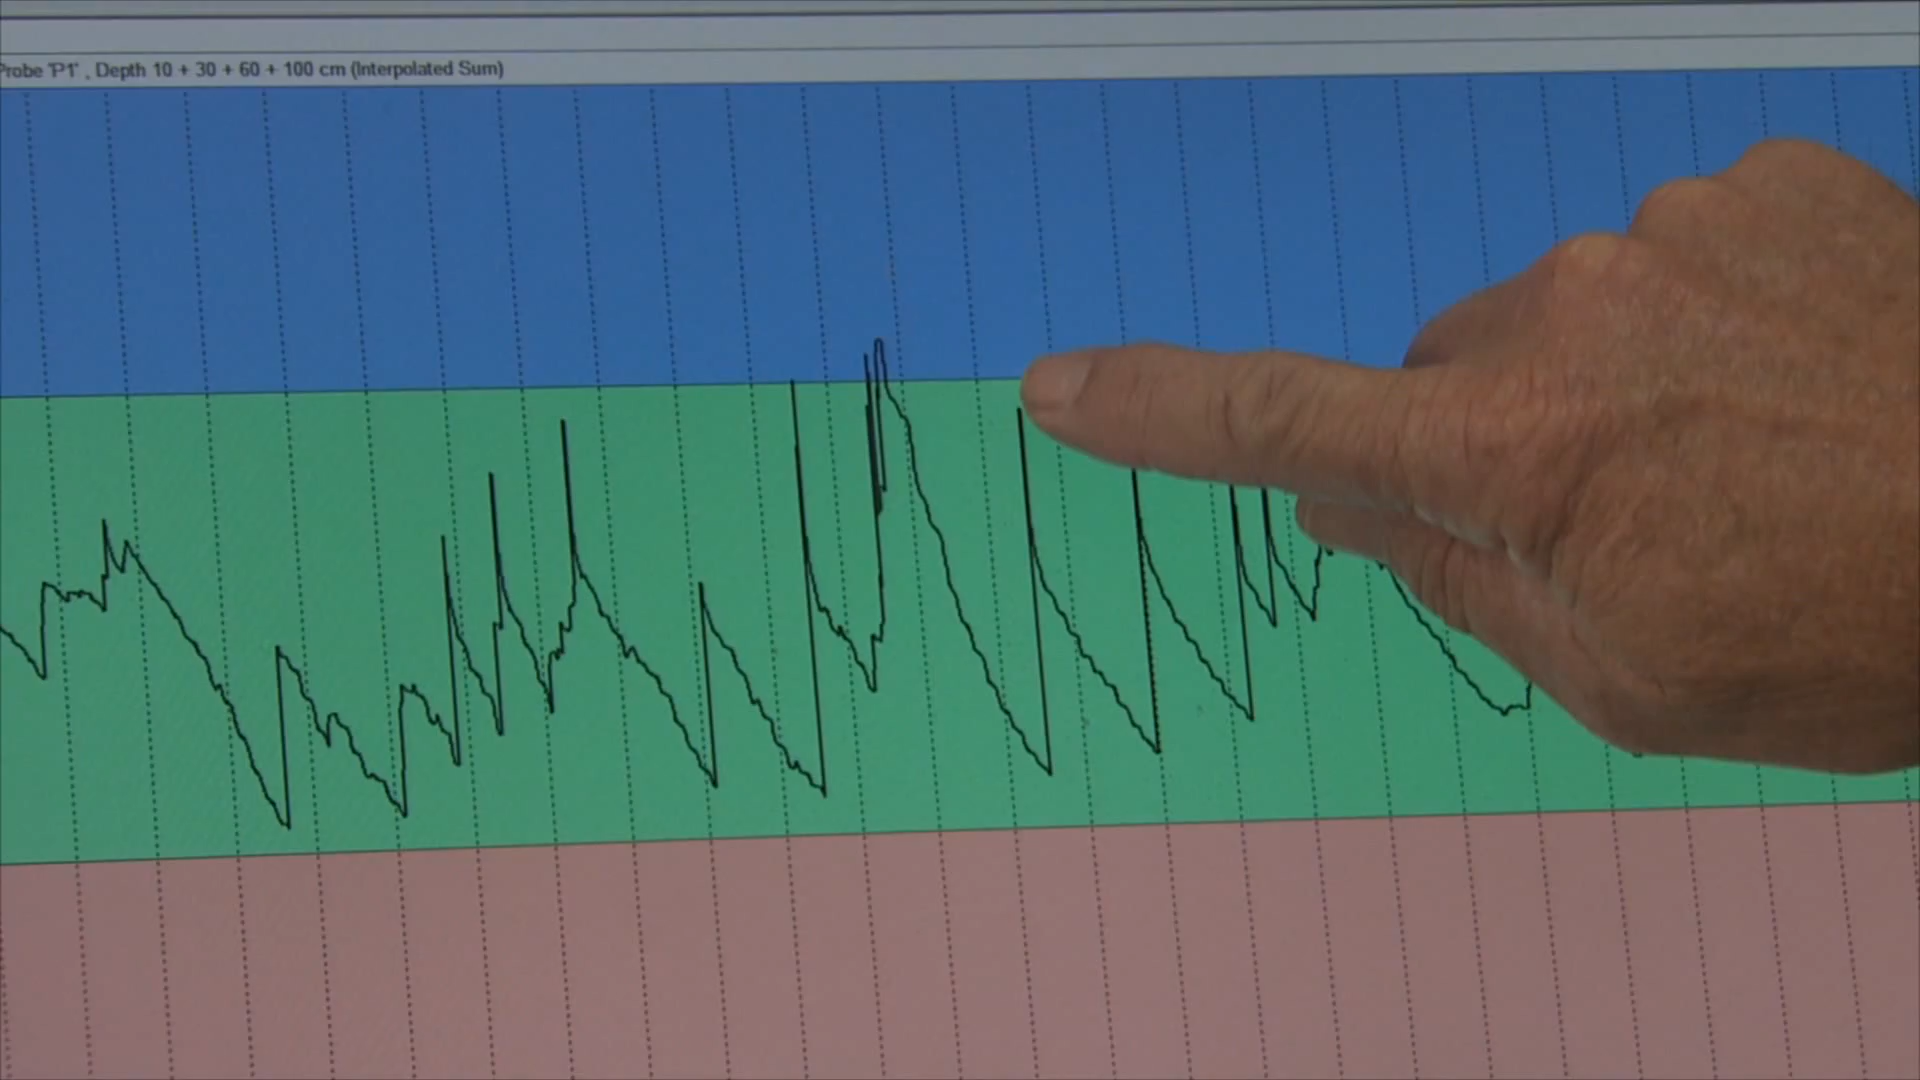 Probe 'P1' , Depth 10 + 30 + 60 + 100 cm (Interpolated Sum)